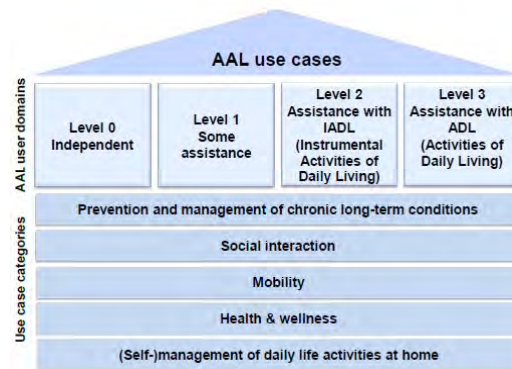 AAL use cases
AAL user domains
Level 0
Independent
Level 1
Some
assistance
Level 2
Assistance with
IADL
(Instrumental
Activities of
Daily Living)
Level 3
Assistance with
ADL
(Activities of
Daily Living)
Use case categories
Prevention and management of chronic long-term conditions
Social interaction
Mobility
Health & wellness
(Self-)management of daily life activities at home